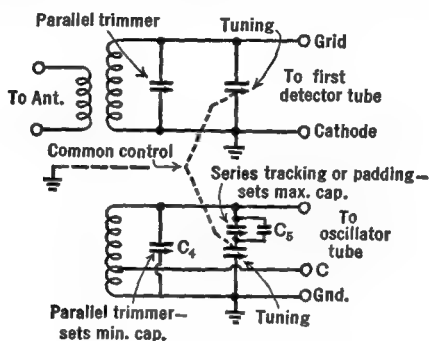 Parallel trimmer
Tuning
Grid
To Ant.
To first
detector tube
Cathode
Common control
Series tracking or padding—
sets max. cap.
To
oscillator
tube
C4
C5
C
Gnd.
Parallel trimmer—
sets min. cap.
Tuning